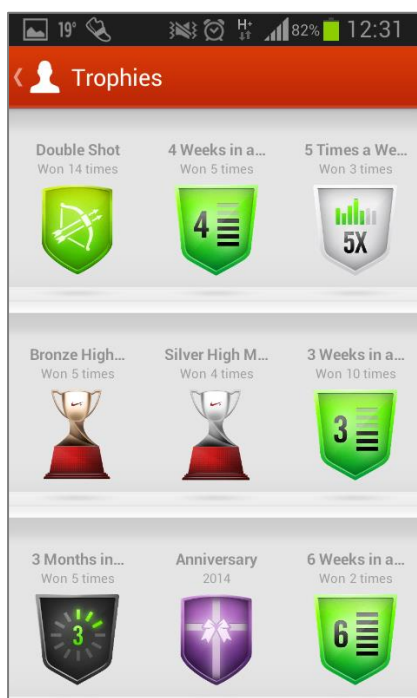 19° H+ 82% 12:31
Trophies
Double Shot 4 Weeks in a... 5 Times a We...
Won 14 times Won 5 times Won 3 times
4 5X
Bronze High... Silver High M... 3 Weeks in a...
Won 5 times Won 4 times Won 10 times
3
3 Months in... Anniversary 6 Weeks in a...
Won 5 times 2014 Won 2 times
3 6